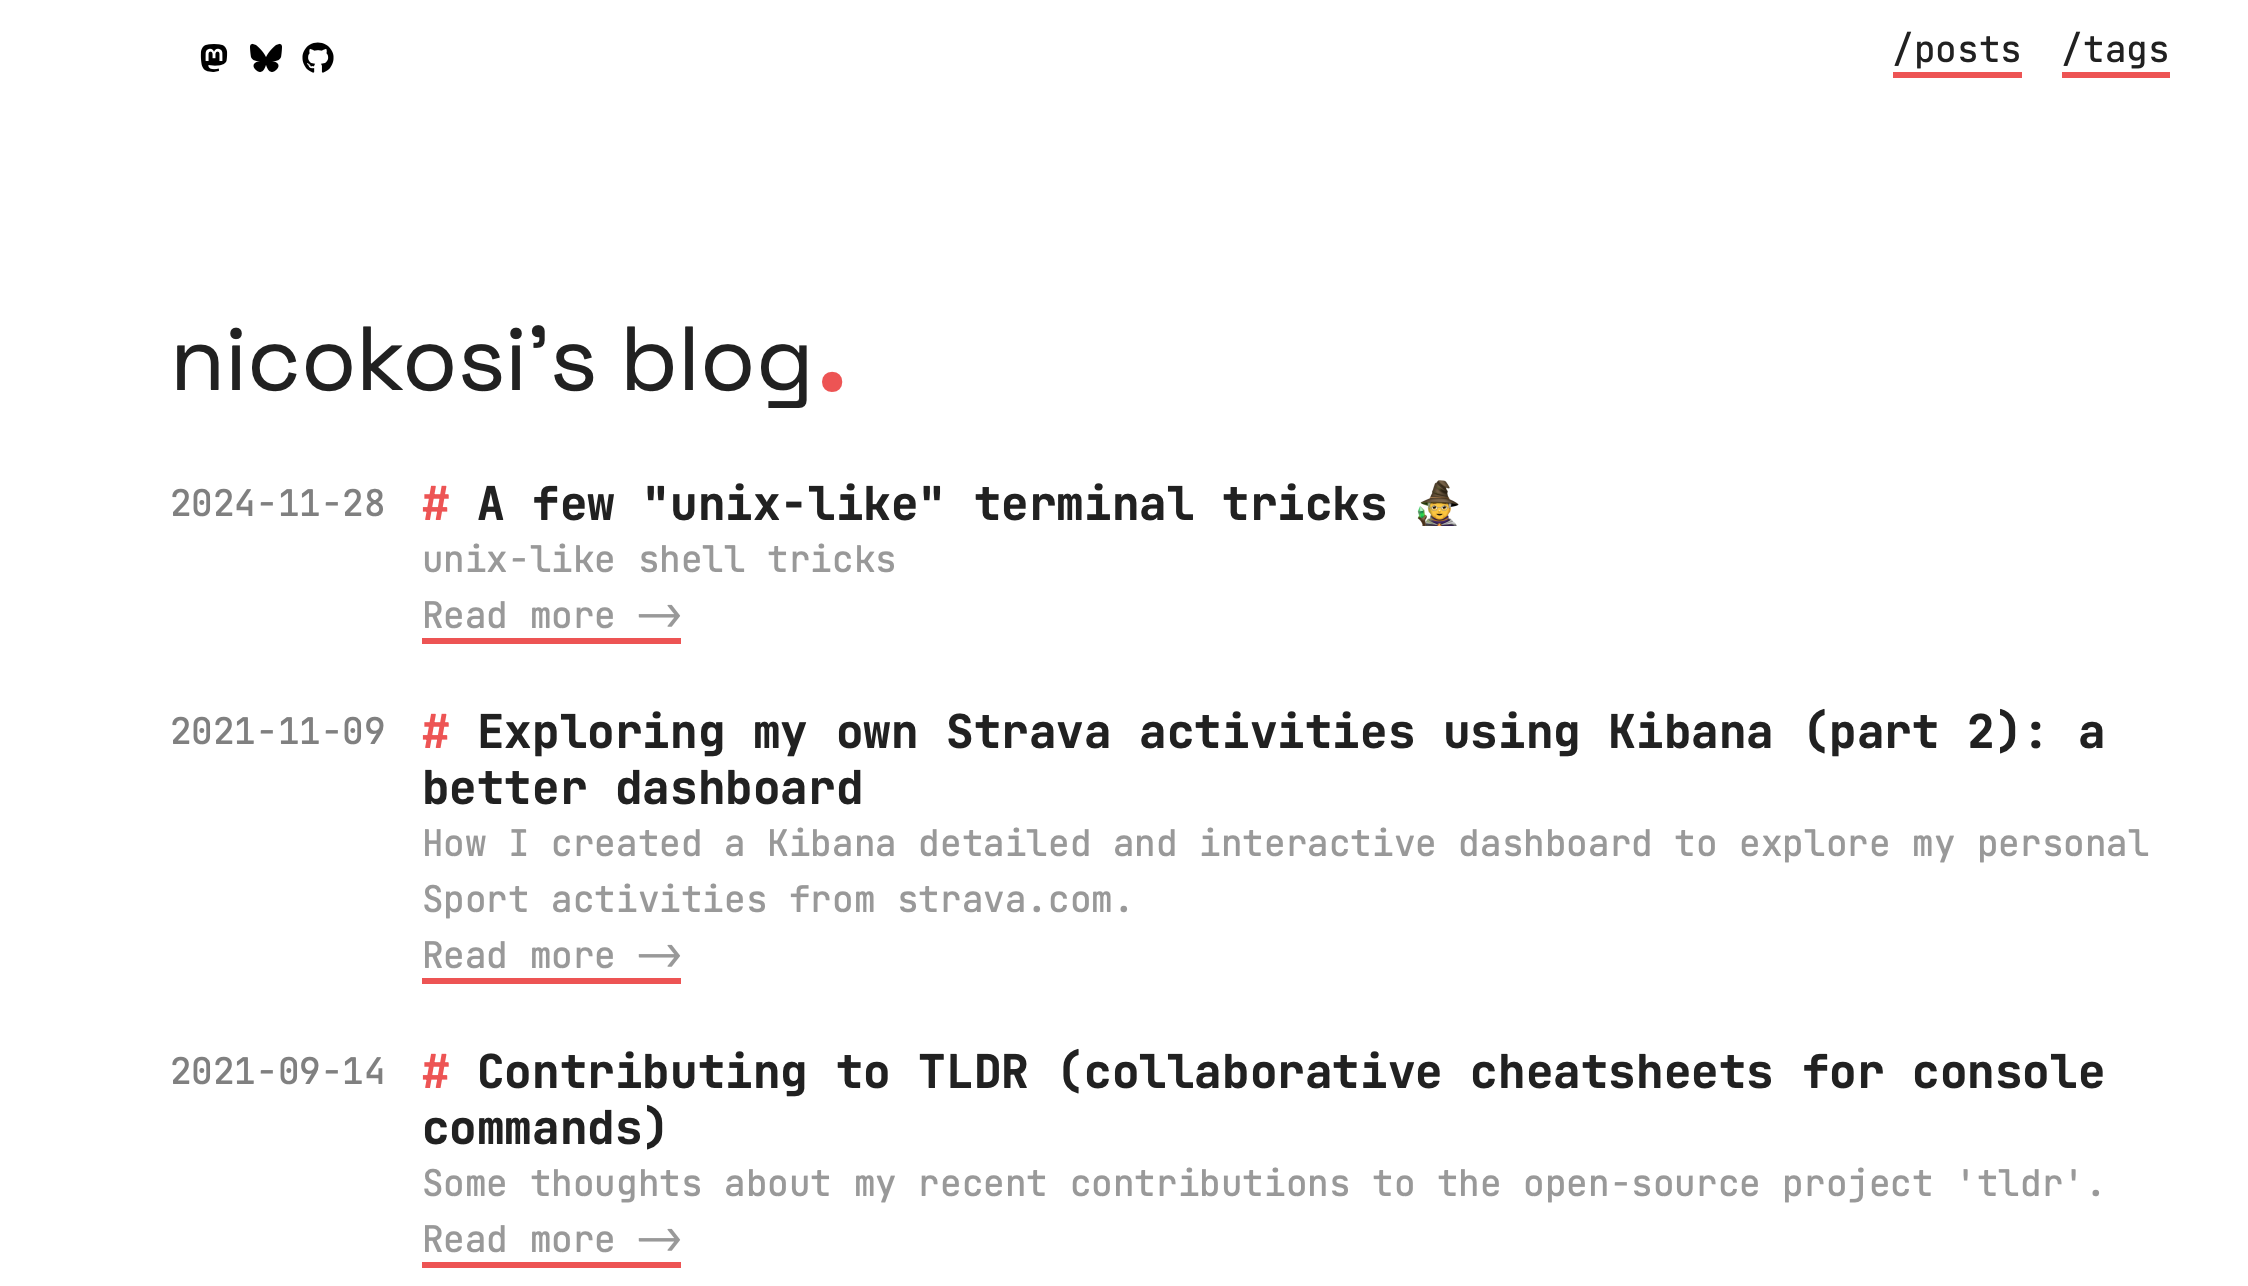 /posts /tags
nicokosi’s blog.
2024-11-28 # A few "unix-like" terminal tricks 🧙
unix-like shell tricks
Read more ⟶
2021-11-09 # Exploring my own Strava activities using Kibana (part 2): a
better dashboard
How I created a Kibana detailed and interactive dashboard to explore my personal
Sport activities from strava.com.
Read more ⟶
2021-09-14 # Contributing to TLDR (collaborative cheatsheets for console
commands)
Some thoughts about my recent contributions to the open-source project 'tldr'.
Read more ⟶